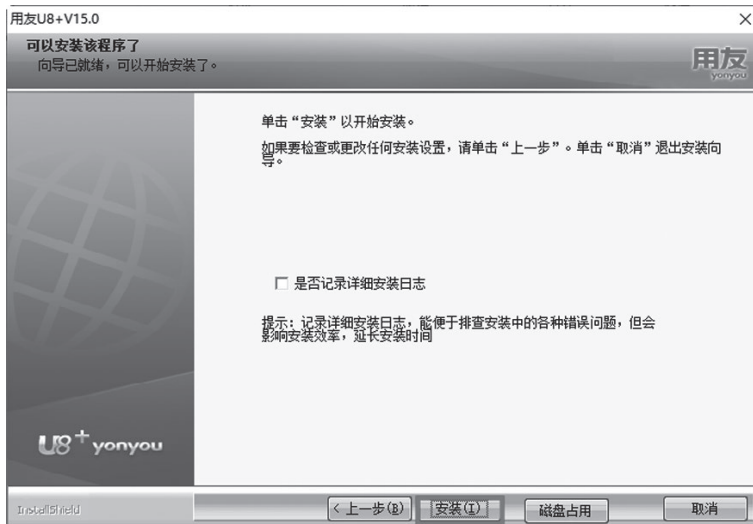 用友U8+V15.0
可以安装该程序了
向导已就绪，可以开始安装了。
用友
yonyou
单击“安装”以开始安装。
如果要检查或更改任何安装设置，请单击“上一步”。单击“取消”退出安装向
导。
是否记录详细安装日志
提示：记录详细安装日志，能便于排查安装中的各种错误问题，但会
影响安装效率，延长安装时间
U8+ yonyou
InstallShield
< 上一步(B)
安装(I)
磁盘占用
取消